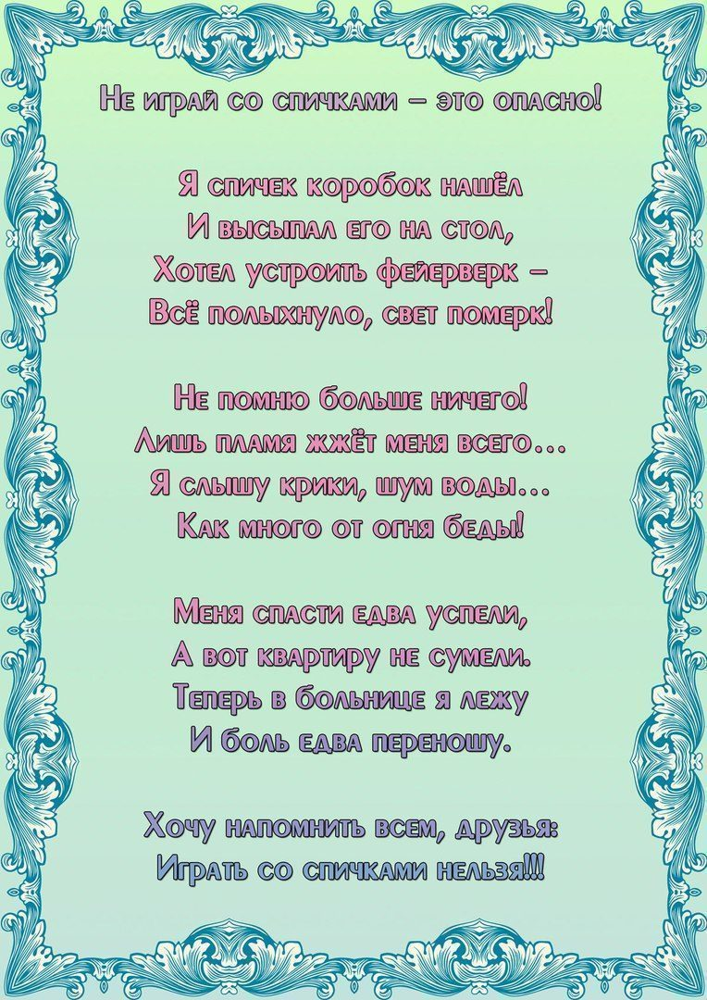 Не играй со спичками – это опасно!
Я спичек коробок нашёл
И высыпал его на стол,
Хотел устроить фейерверк –
Всё полыхнуло, свет померк!
Не помню больше ничего!
Лишь пламя жжёт меня всего...
Я слышу крики, шум воды...
Как много от огня беды!
Меня спасти едва успели,
А вот квартиру не сумели.
Теперь в больнице я лежу
И боль едва переношу.
Хочу напомнить всем, друзья:
Играть со спичками нельзя!!!